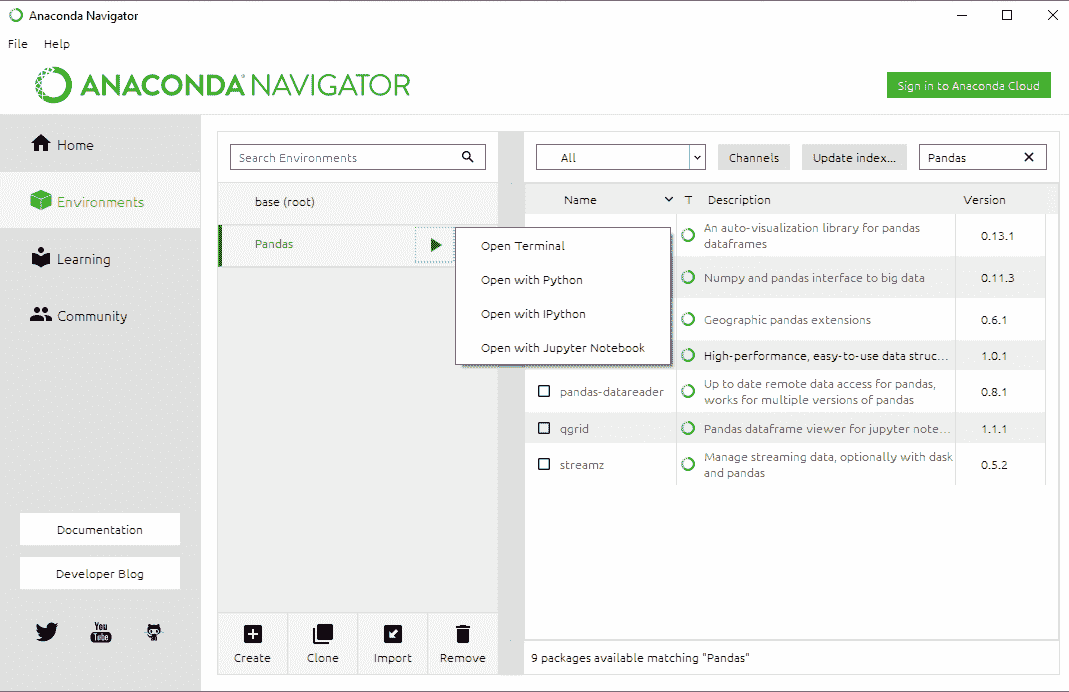 Anaconda Navigator
File Help
ANACONDA NAVIGATOR
Sign in to Anaconda Cloud
Home
Environments
Learning
Community
Documentation
Developer Blog
You
Tube
Search Environments
base (root)
Pandas
Open Terminal
Open with Python
Open with IPython
Open with Jupyter Notebook
Create
Clone
Import
Remove
All
Channels
Update index...
Pandas
Name T Description Version
An auto-visualization library for pandas
dataframes
0.13.1
Numpy and pandas interface to big data 0.11.3
Geographic pandas extensions 0.6.1
High-performance, easy-to-use data struc... 1.0.1
pandas-datareader
Up to date remote data access for pandas,
works for multiple versions of pandas
0.8.1
qgrid Pandas dataframe viewer for jupyter note... 1.1.1
streamz
Manage streaming data, optionally with dask
and pandas
0.5.2
9 packages available matching "Pandas"